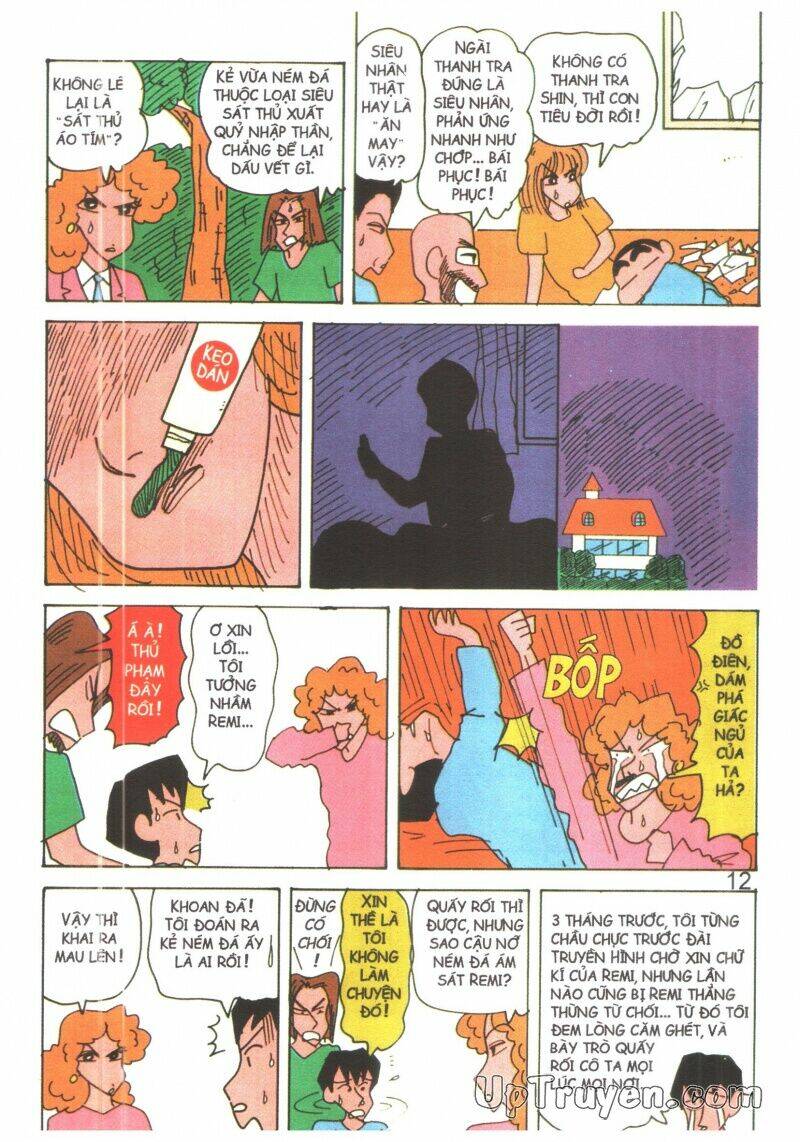 KHÔNG LẼ
LẠI LÀ
"SÁT THỦ
ÁO TÍM"?
KẺ VỪA NÉM ĐÁ
THUỘC LOẠI SIÊU
SÁT THỦ XUẤT
QUỶ NHẬP THẦN,
CHẲNG ĐỂ LẠI
DẤU VẾT GÌ.
SIÊU
NHÂN
THẬT
HAY LÀ
"ĂN
MAY"
VẬY?
NGÀI
THANH TRA
ĐÚNG LÀ
SIÊU NHÂN,
PHẢN ỨNG
NHANH NHƯ
CHỚP... BÁI
PHỤC! BÁI
PHỤC!
KHÔNG CÓ
THANH TRA
SHIN, THÌ CON
TIÊU ĐỜI RỒI!
KEO
DÁN
Á À!
THỦ
PHẠM
ĐÂY
RỒI!
Ơ XIN
LỖI...
TÔI
TƯỞNG
NHẦM
REMI...
BỐP
ĐỒ
ĐIÊN,
DÁM
PHÁ
GIẤC
NGỦ
CỦA
TA
HẢ?
12
VẬY THÌ
KHAI RA
MAU LÊN!
KHOAN ĐÃ!
TÔI ĐOÁN RA
KẺ NÉM ĐÁ ẤY
LÀ AI RỒI!
ĐỪNG
CÓ
CHỐI!
XIN
THỀ LÀ
TÔI
KHÔNG
LÀM
CHUYỆN
ĐÓ!
QUẤY RỐI THÌ
ĐƯỢC, NHƯNG
SAO CẬU NỠ
NÉM ĐÁ ÁM
SÁT REMI?
3 THÁNG TRƯỚC, TÔI TỪNG
CHẦU CHỰC TRƯỚC ĐÀI
TRUYỀN HÌNH CHỜ XIN CHỮ
KÍ CỦA REMI, NHƯNG LẦN
NÀO CŨNG BỊ REMI THẲNG
THỪNG TỪ CHỐI... TỪ ĐÓ TÔI
ĐEM LÒNG CĂM GHÉT, VÀ
BÀY TRÒ QUẤY
RỐI CÔ TA MỌI
LÚC MỌI NƠI.
UPTRUYEN.COM